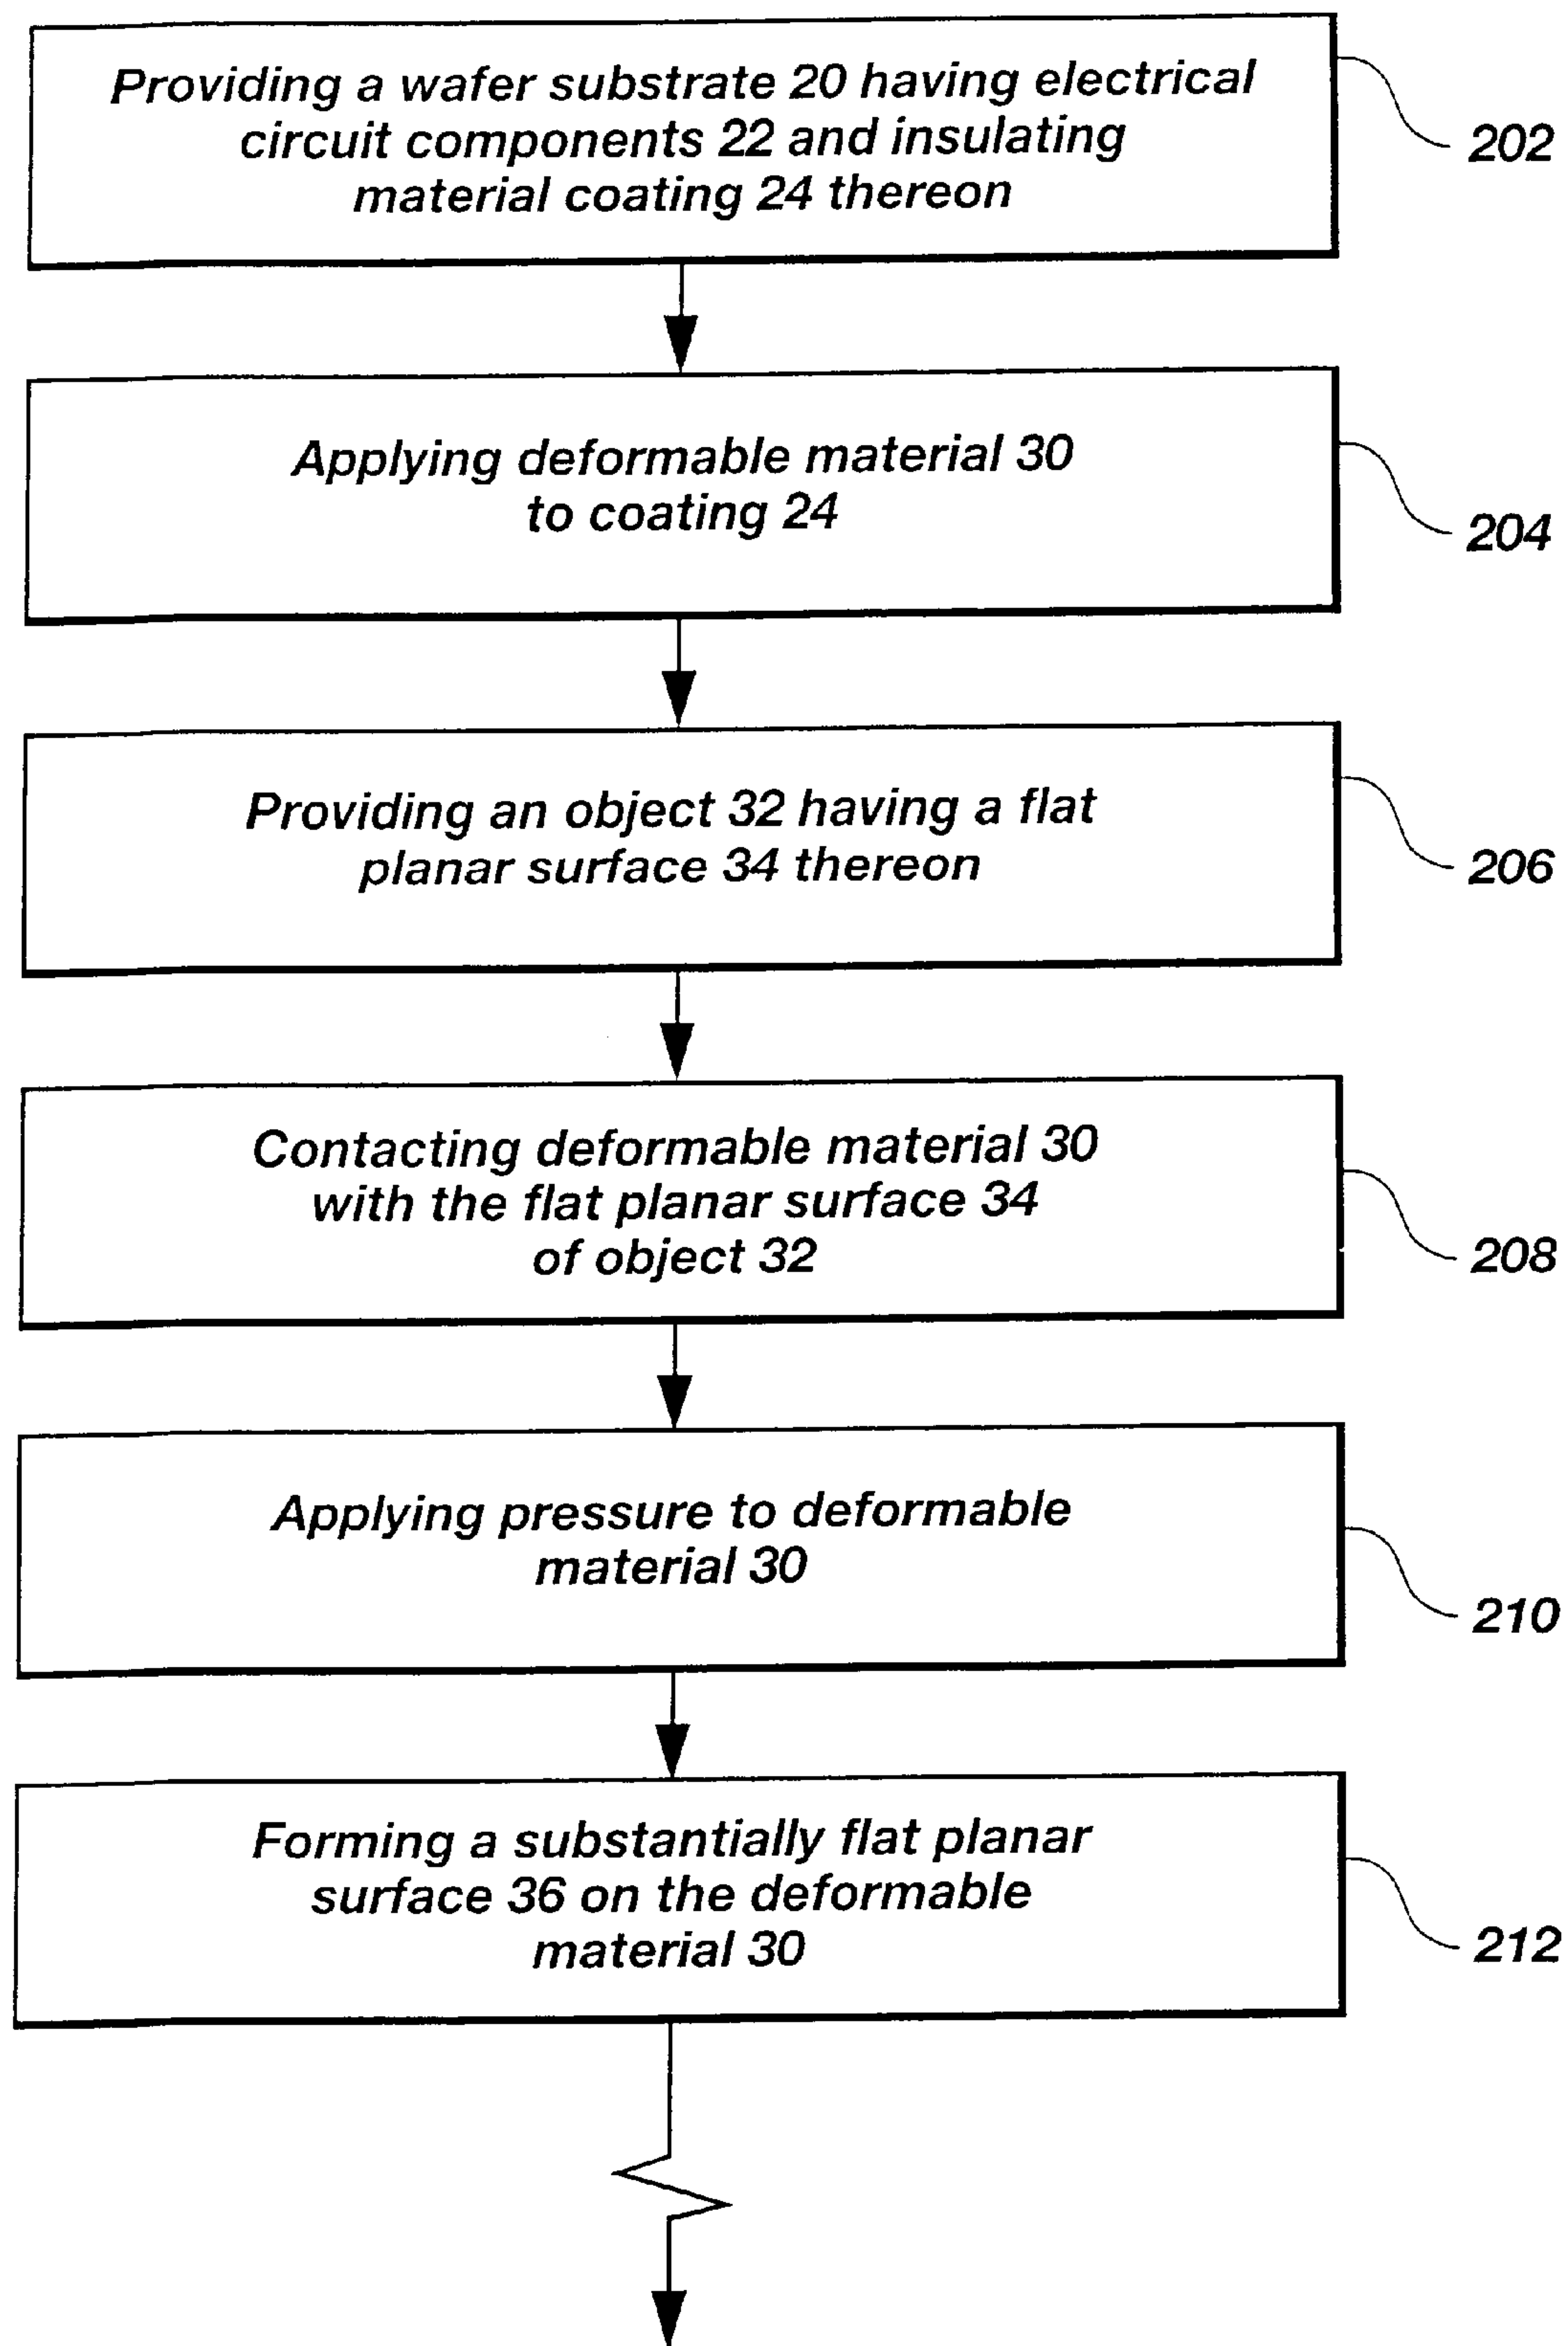 Providing a wafer substrate 20 having electrical
circuit components 22 and insulating
material coating 24 thereon
202
Applying deformable material 30
to coating 24
204
Providing an object 32 having a flat
planar surface 34 thereon
206
Contacting deformable material 30
with the flat planar surface 34
of object 32
208
Applying pressure to deformable
material 30
210
Forming a substantially flat planar
surface 36 on the deformable
material 30
212